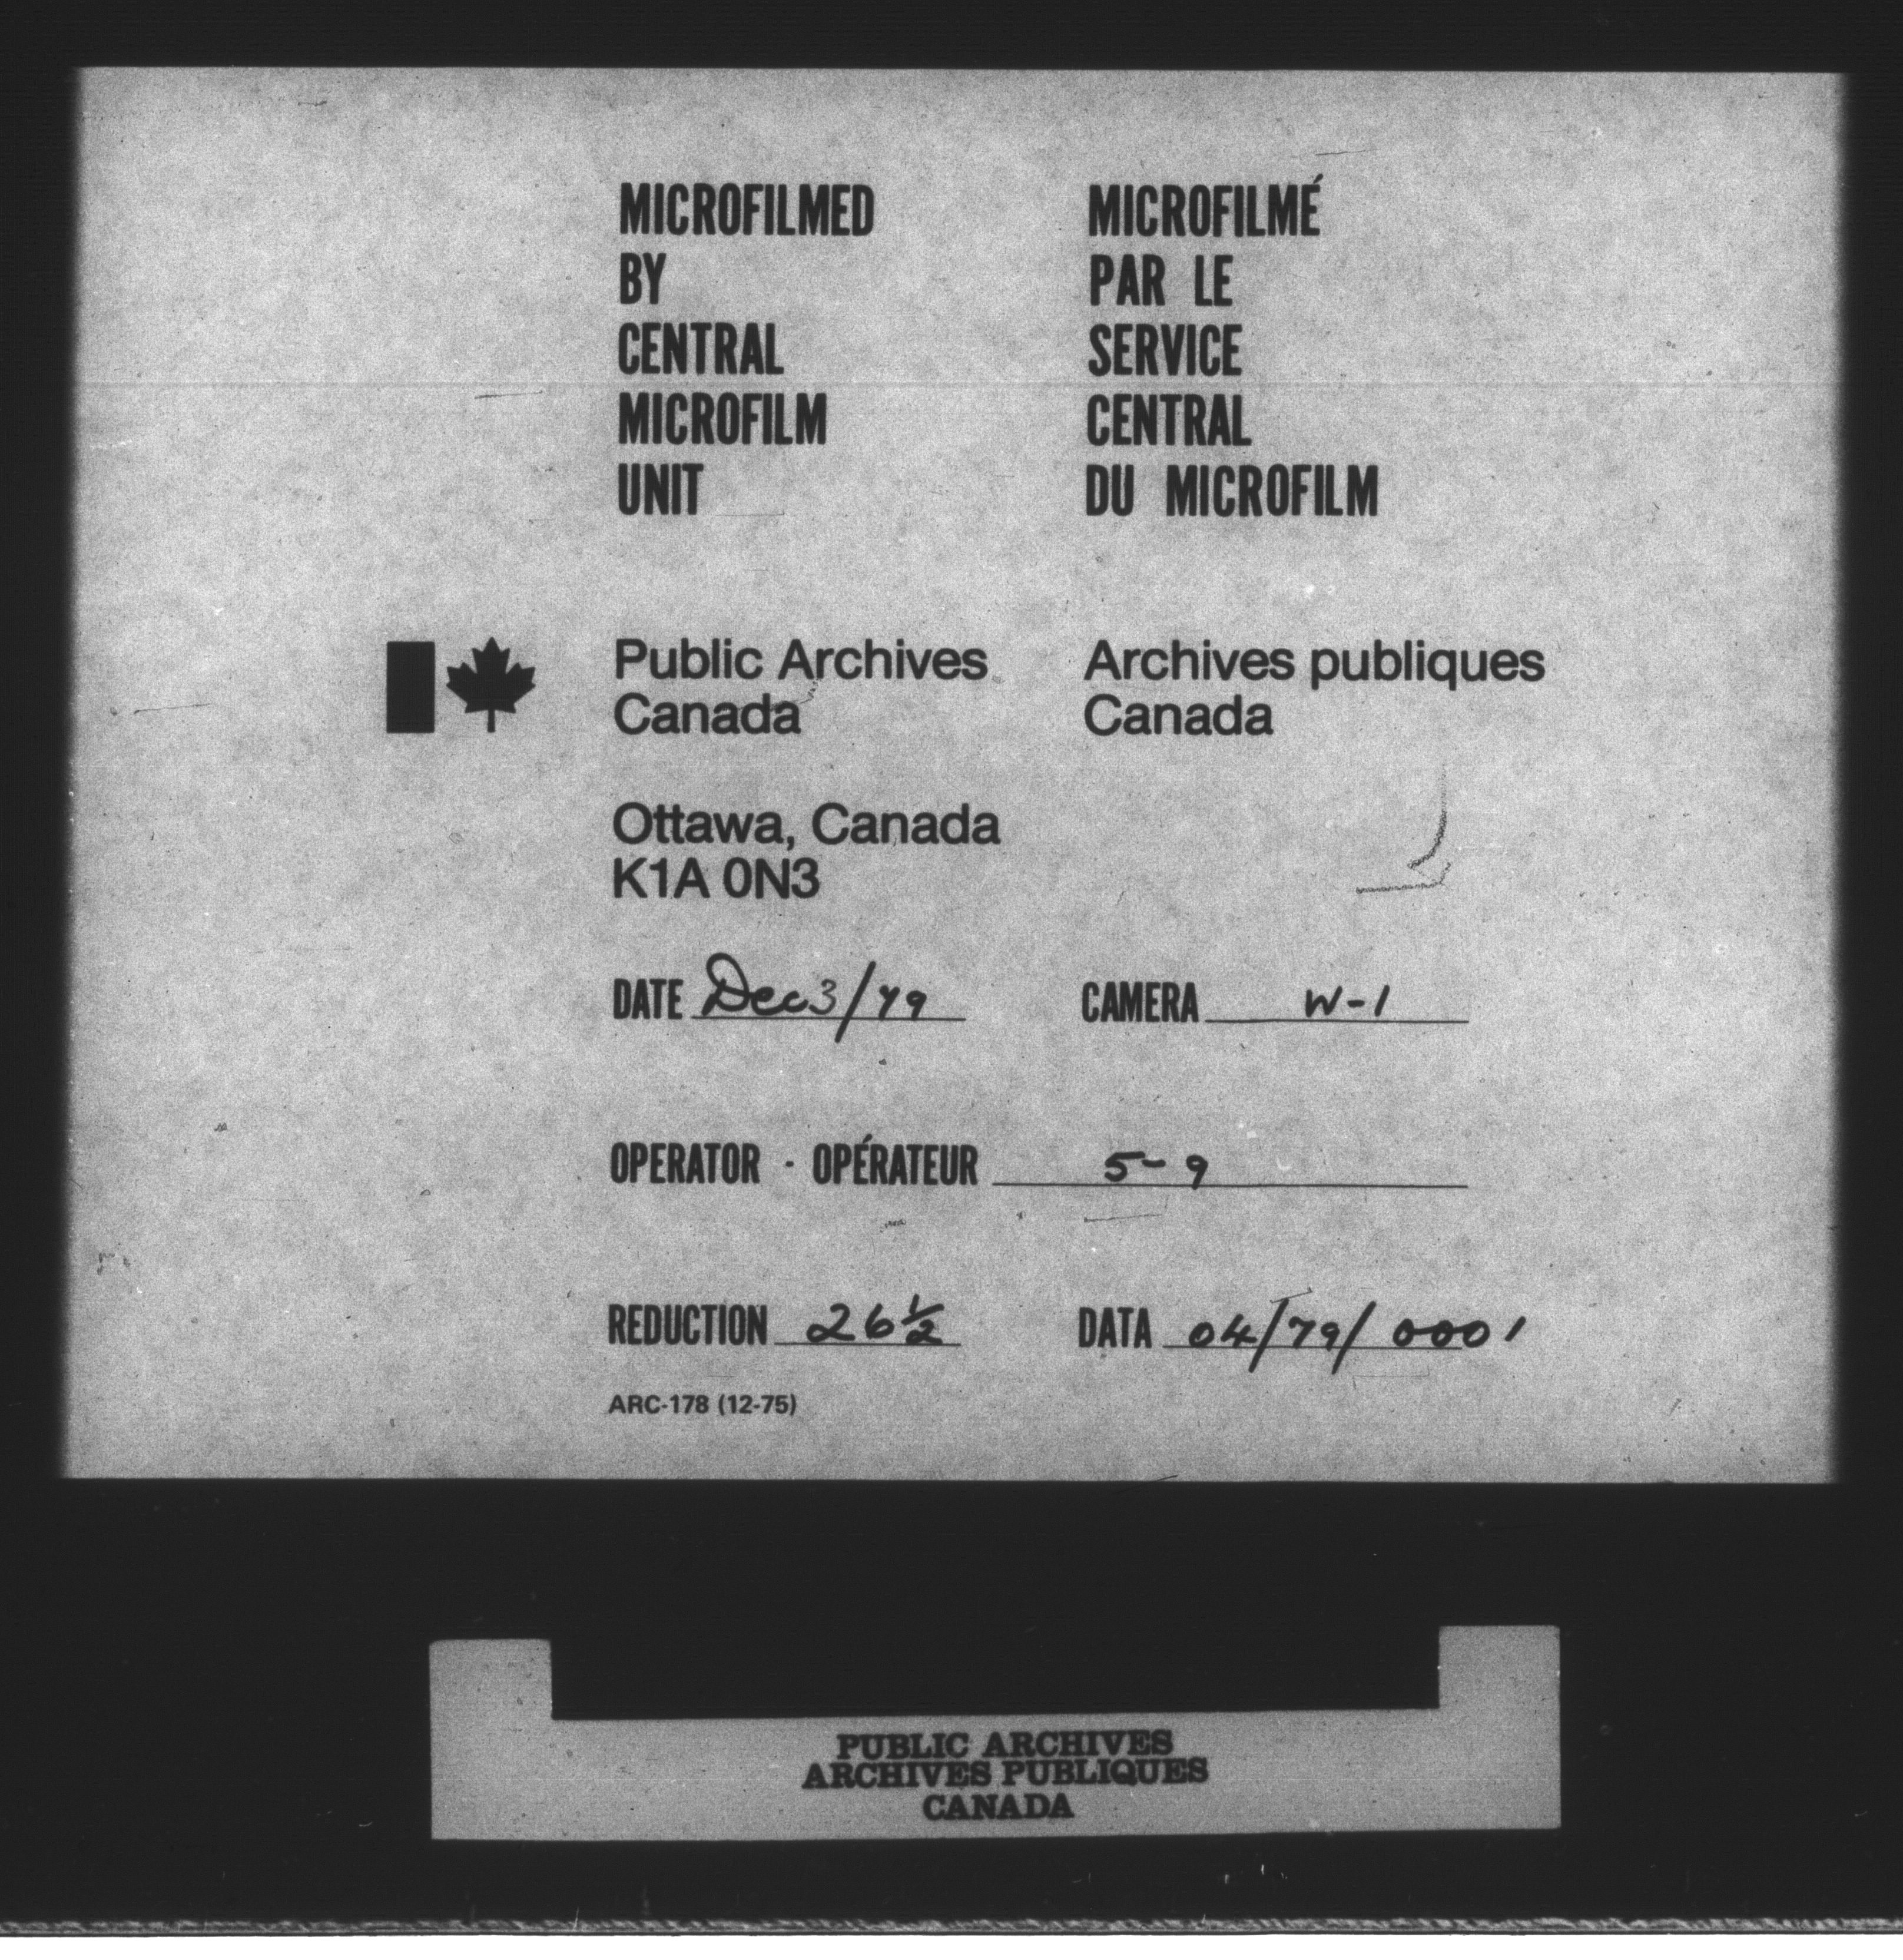 MICROFILMED
BY
CENTRAL
MICROFILM
UNIT
MICROFILMÉ
PAR LE
SERVICE
CENTRAL
DU MICROFILM
Public Archives
Canada
Archives publiques
Canada
Ottawa, Canada
K1A 0N3
DATE Dec 3/79
CAMERA W-1
OPERATOR - OPÉRATEUR 5-9
REDUCTION 26 1/2
DATA 04/79/0001
ARC-178 (12-75)
PUBLIC ARCHIVES
ARCHIVES PUBLIQUES
CANADA